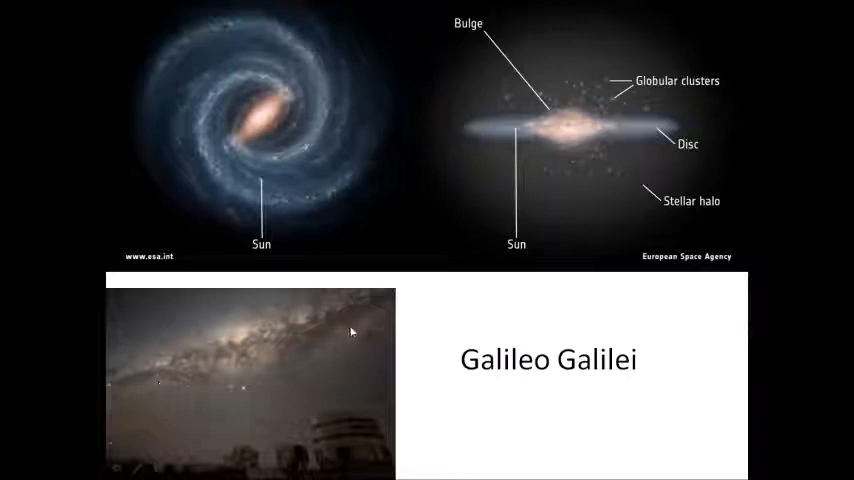 Bulge
Globular clusters
Disc
Stellar halo
Sun
Sun
www.esa.int
European Space Agency
Galileo Galilei